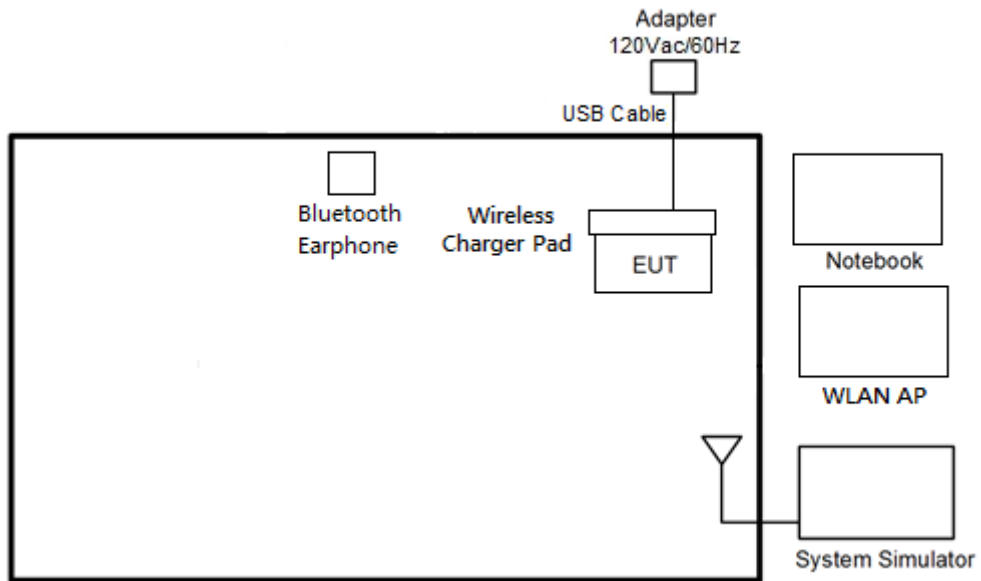 Adapter
120Vac/60Hz
USB Cable
Bluetooth
Earphone
Wireless
Charger Pad
EUT
Notebook
WLAN AP
System Simulator